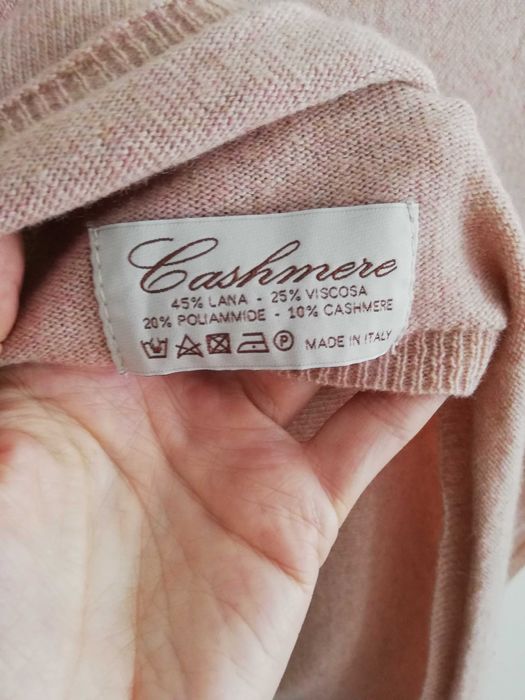 Cashmere
45% LANA - 25% VISCOSA
20% POLIAMMIDE - 10% CASHMERE
P MADE IN ITALY